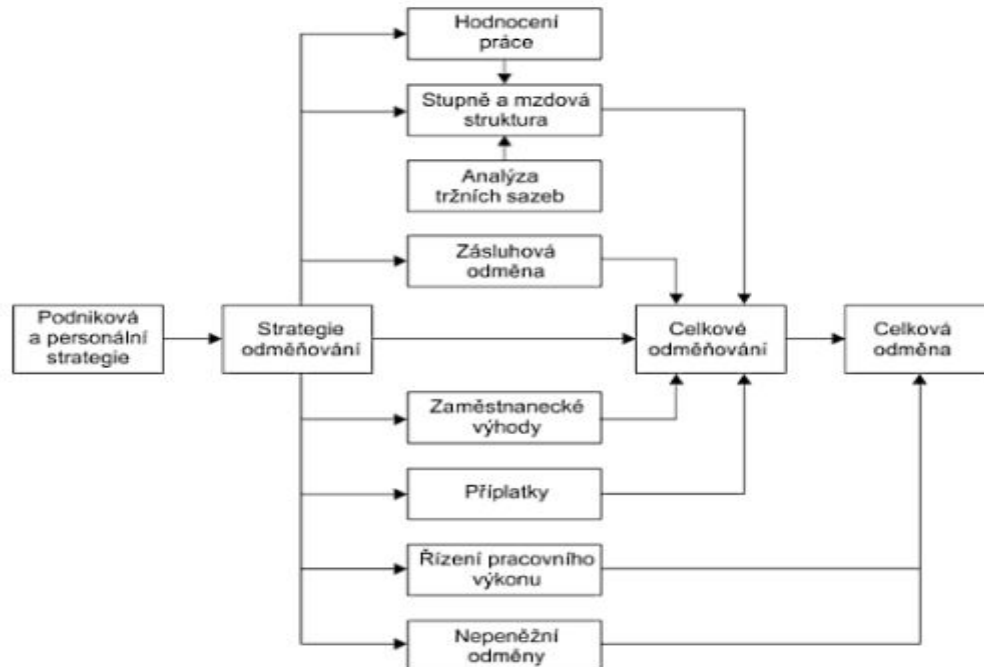 Hodnocení
práce
Stupně a mzdová
struktura
Analýza
tržních sazeb
Zásluhová
odměna
Podniková
a personální
strategie
Strategie
odměňování
Celkové
odměňování
Celková
odměna
Zaměstnanecké
výhody
Příplatky
Řízení pracovního
výkonu
Nepeněžní
odměny